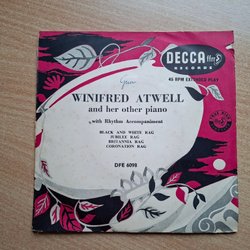 DECCA
RECORDS
45 RPM EXTENDED PLAY
WINIFRED ATWELL
and her other piano
with Rhythm Accompaniment
BLACK AND WHITE RAG
JUBILEE RAG
BRITANNIA RAG
CORONATION RAG
DFE 6098